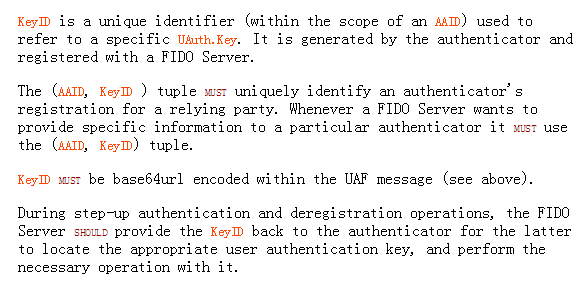 KeyID is a unique identifier (within the scope of an AAID) used to
refer to a specific UAuth.Key. It is generated by the authenticator and
registered with a FIDO Server.
The (AAID, KeyID ) tuple MUST uniquely identify an authenticator's
registration for a relying party. Whenever a FIDO Server wants to
provide specific information to a particular authenticator it MUST use
the (AAID, KeyID) tuple.
KeyID MUST be base64url encoded within the UAF message (see above).
During step-up authentication and deregistration operations, the FIDO
Server SHOULD provide the KeyID back to the authenticator for the latter
to locate the appropriate user authentication key, and perform the
necessary operation with it.